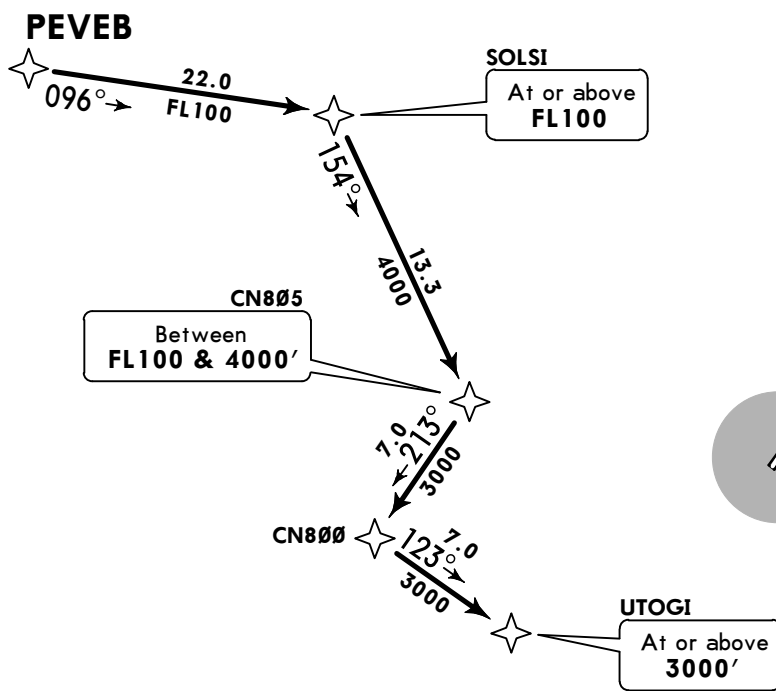 PEVEB
22.0
096°
FL100
SOLSI
At or above
FL100
154°
13.3
4000
CN8Ø5
Between
FL100 & 4000′
7.0
213°
3000
CN8ØØ
7.0
123°
3000
UTOGI
At or above
3000′